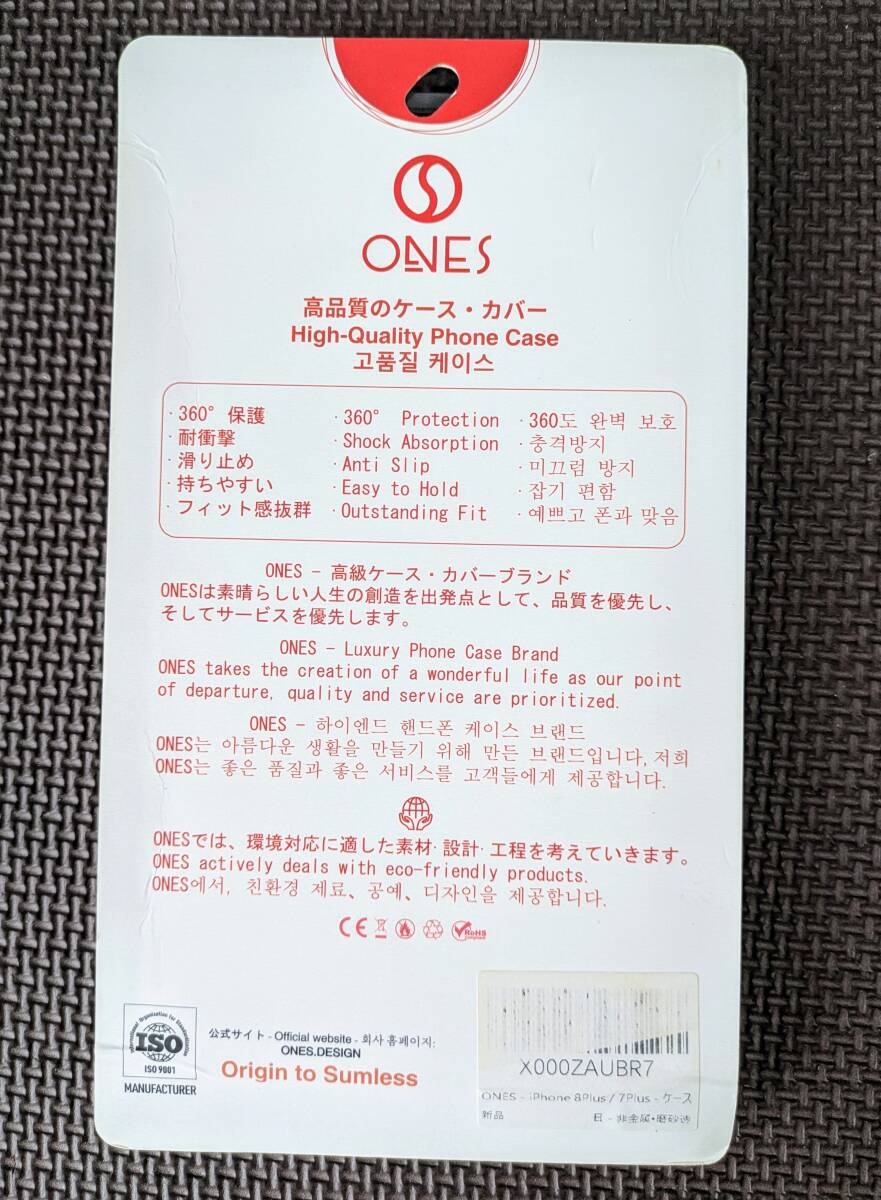 ONES
高品質のケース・カバー
High-Quality Phone Case
고품질 케이스
· 360° 保護
· 耐衝撃
· 滑り止め
· 持ちやすい
· フィット感抜群
· 360° Protection
· Shock Absorption
· Anti Slip
· Easy to Hold
· Outstanding Fit
· 360도 완벽 보호
· 충격방지
· 미끄럼 방지
· 잡기 편함
· 예쁘고 폰과 맞음
ONES - 高級ケース・カバーブランド
ONESは素晴らしい人生の創造を出発点として、品質を優先し、
そしてサービスを優先します。
ONES - Luxury Phone Case Brand
ONES takes the creation of a wonderful life as our point
of departure, quality and service are prioritized.
ONES - 하이엔드 핸드폰 케이스 브랜드
ONES는 아름다운 생활을 만들기 위해 만든 브랜드입니다, 저희
ONES는 좋은 품질과 좋은 서비스를 고객들에게 제공합니다.
ONESでは、環境対応に適した素材·設計·工程を考えていきます。
ONES actively deals with eco-friendly products.
ONES에서, 친환경 재료、공예、디자인을 제공합니다.
CE
RoHS
International Organization for Standardization
ISO
ISO 9001
MANUFACTURER
公式サイト - Official website - 회사 홈페이지:
ONES.DESIGN
Origin to Sumless
X000ZAUBR7
ONES - iPhone 8Plus / 7Plus - ケース
新品
日 - 非金属•磨砂透